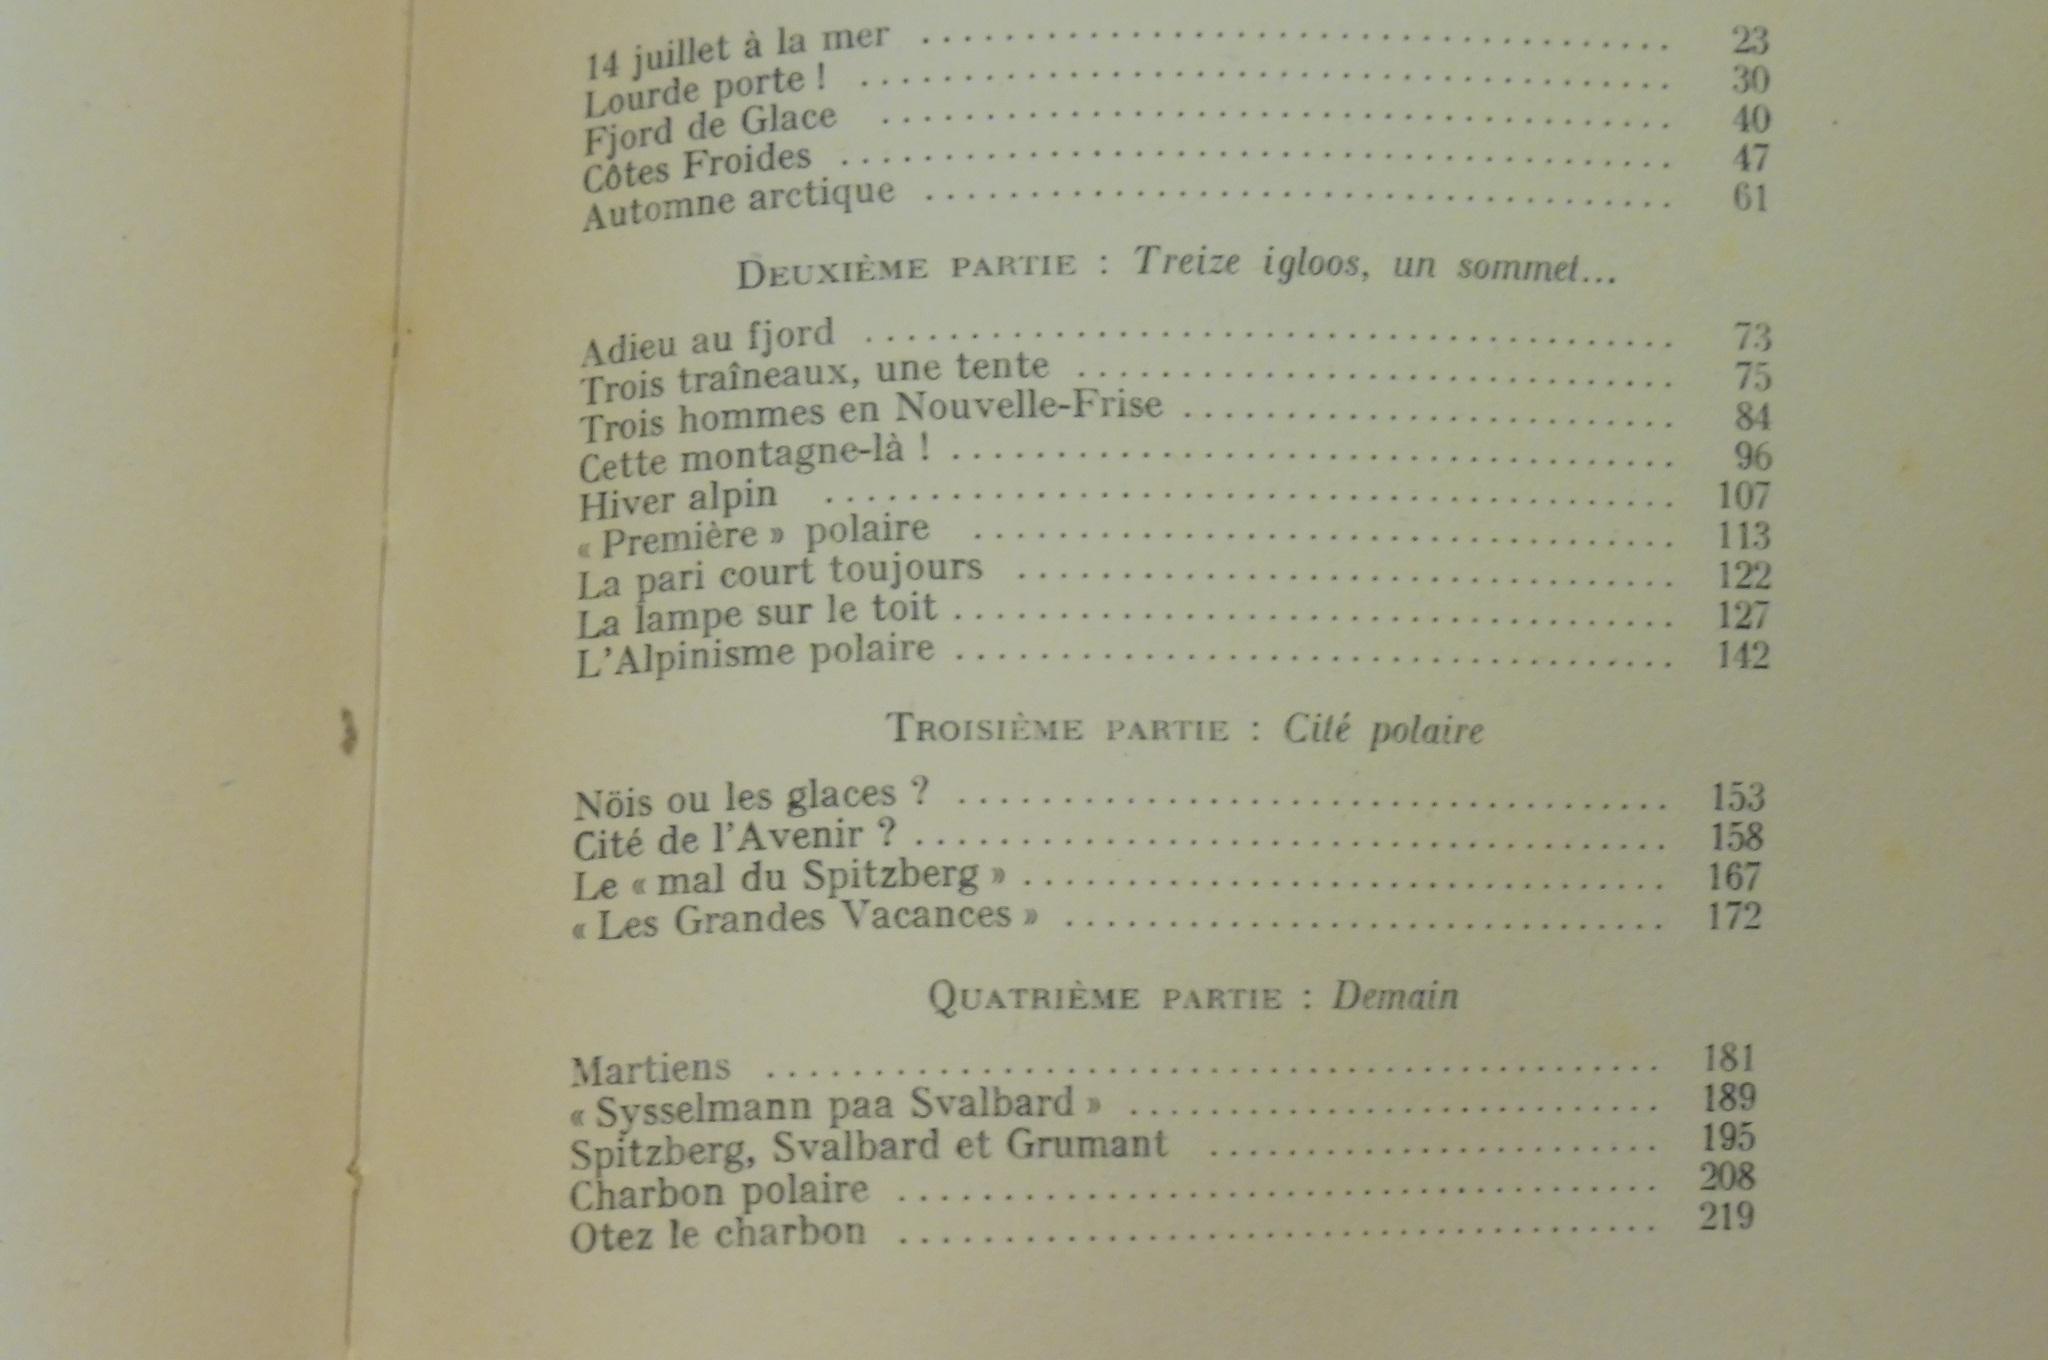 14 juillet à la mer ........ 23
Lourde porte ! ........ 30
Fjord de Glace ........ 40
Côtes Froides ........ 47
Automne arctique ........ 61
DEUXIÈME PARTIE : Treize igloos, un sommet...
Adieu au fjord ........ 73
Trois traîneaux, une tente ........ 75
Trois hommes en Nouvelle-Frise ........ 84
Cette montagne-là ! ........ 96
Hiver alpin ........ 107
« Première » polaire ........ 113
La pari court toujours ........ 122
La lampe sur le toit ........ 127
L'Alpinisme polaire ........ 142
TROISIÈME PARTIE : Cité polaire
Nöis ou les glaces ? ........ 153
Cité de l'Avenir ? ........ 158
Le « mal du Spitzberg » ........ 167
« Les Grandes Vacances » ........ 172
QUATRIÈME PARTIE : Demain
Martiens ........ 181
« Sysselmann paa Svalbard » ........ 189
Spitzberg, Svalbard et Grumant ........ 195
Charbon polaire ........ 208
Otez le charbon ........ 219